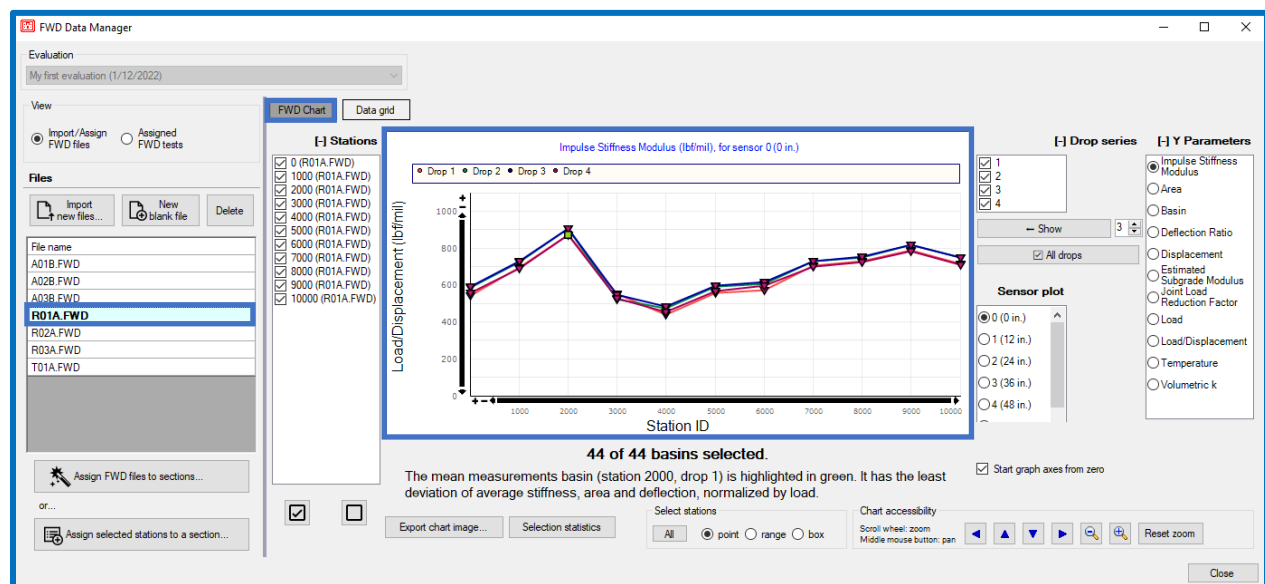 FWD Data Manager
Evaluation
My first evaluation (1/12/2022)
View
Import/Assign
FWD files
Assigned
FWD tests
Files
Import
new files...
New
blank file
Delete
File name
A01B.FWD
A02B.FWD
A03B.FWD
R01A.FWD
R02A.FWD
R03A.FWD
T01A.FWD
Assign FWD files to sections...
or...
Assign selected stations to a section...
FWD Chart
Data grid
[-] Stations
0 (R01A.FWD)
1000 (R01A.FWD)
2000 (R01A.FWD)
3000 (R01A.FWD)
4000 (R01A.FWD)
5000 (R01A.FWD)
6000 (R01A.FWD)
7000 (R01A.FWD)
8000 (R01A.FWD)
9000 (R01A.FWD)
10000 (R01A.FWD)
Impulse Stiffness Modulus (lbf/mil), for sensor 0 (0 in.)
Drop 1 Drop 2 Drop 3 Drop 4
Load/Displacement (lbf/mil)
1000
800
600
400
200
0
1000 2000 3000 4000 5000 6000 7000 8000 9000 10000
Station ID
44 of 44 basins selected.
The mean measurements basin (station 2000, drop 1) is highlighted in green. It has the least
deviation of average stiffness, area and deflection, normalized by load.
Export chart image...
Selection statistics
Select stations
All
point
range
box
Chart accessibility
Scroll wheel: zoom
Middle mouse button: pan
Reset zoom
[-] Drop series
1
2
3
4
← Show
3
All drops
Sensor plot
0 (0 in.)
1 (12 in.)
2 (24 in.)
3 (36 in.)
4 (48 in.)
Start graph axes from zero
[-] Y Parameters
Impulse Stiffness
Modulus
Area
Basin
Deflection Ratio
Displacement
Estimated
Subgrade Modulus
Joint Load
Reduction Factor
Load
Load/Displacement
Temperature
Volumetric k
Close